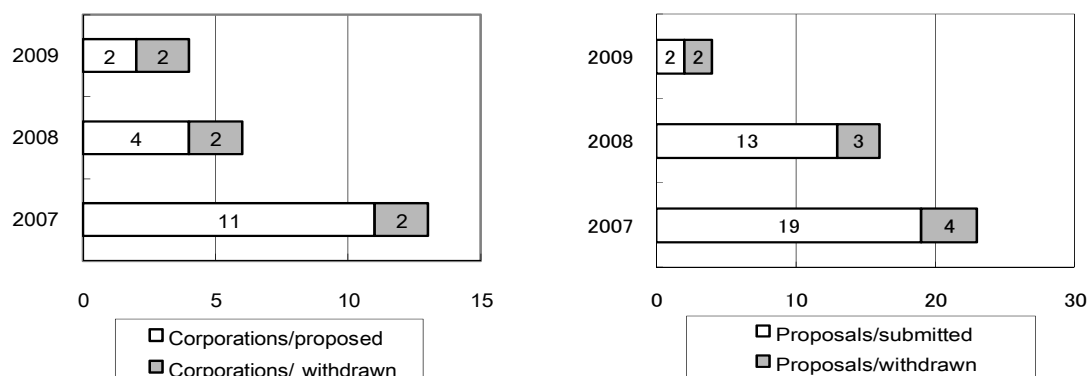 2009
2 2
2008
4 2
2007
11 2
0 5 10 15
Corporations/proposed
Corporations/ withdrawn
2009
2 2
2008
13 3
2007
19 4
0 10 20 30
Proposals/submitted
Proposals/withdrawn